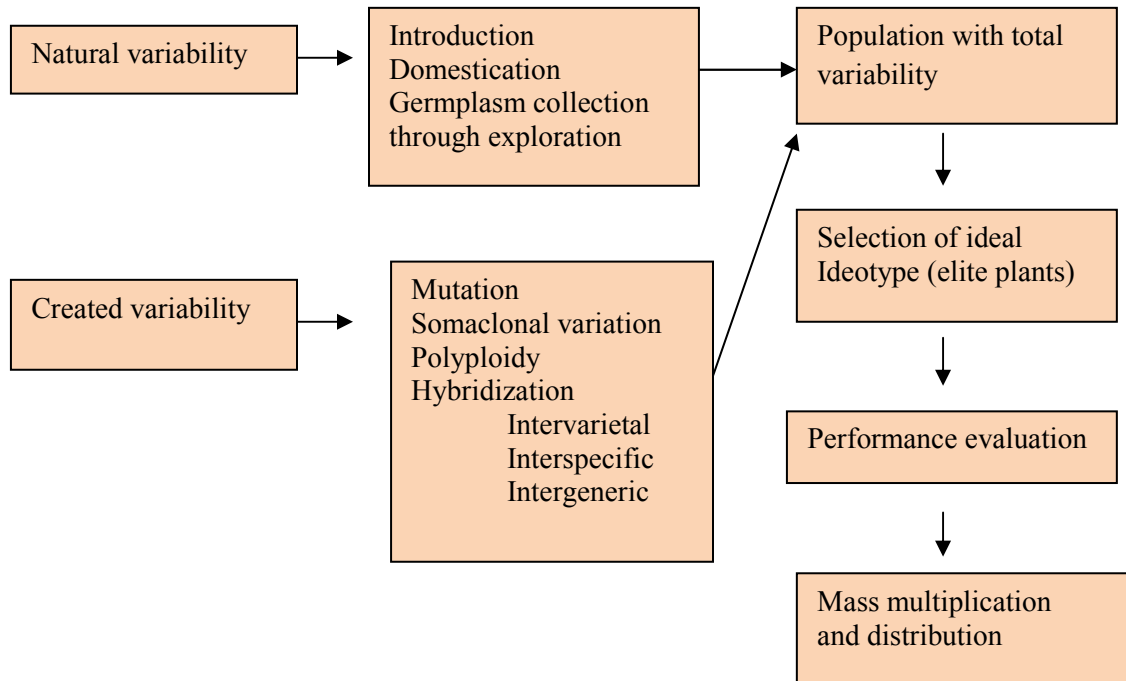 Natural variability
Introduction
Domestication
Germplasm collection
through exploration
Population with total
variability
Selection of ideal
Ideotype (elite plants)
Created variability
Mutation
Somaclonal variation
Polyploidy
Hybridization
Intervarietal
Interspecific
Intergeneric
Performance evaluation
Mass multiplication
and distribution